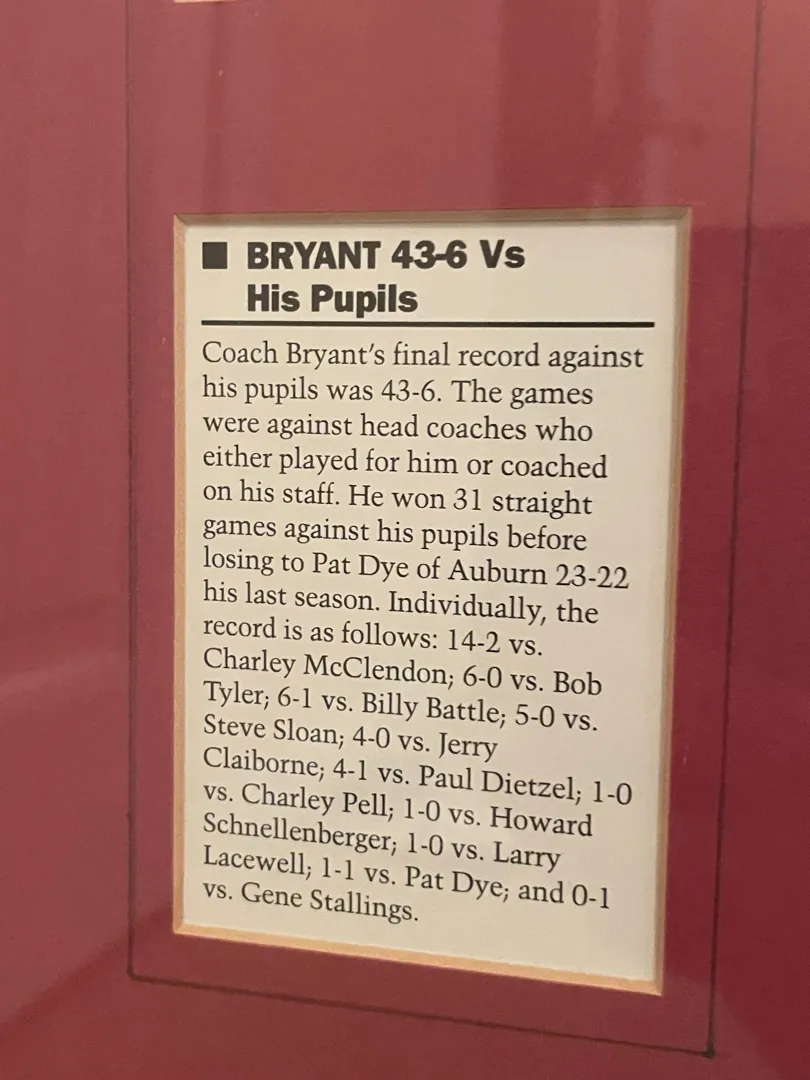 ■ BRYANT 43-6 Vs
His Pupils
Coach Bryant's final record against
his pupils was 43-6. The games
were against head coaches who
either played for him or coached
on his staff. He won 31 straight
games against his pupils before
losing to Pat Dye of Auburn 23-22
his last season. Individually, the
record is as follows: 14-2 vs.
Charley McClendon; 6-0 vs. Bob
Tyler; 6-1 vs. Billy Battle; 5-0 vs.
Steve Sloan; 4-0 vs. Jerry
Claiborne; 4-1 vs. Paul Dietzel; 1-0
vs. Charley Pell; 1-0 vs. Howard
Schnellenberger; 1-0 vs. Larry
Lacewell; 1-1 vs. Pat Dye; and 0-1
vs. Gene Stallings.